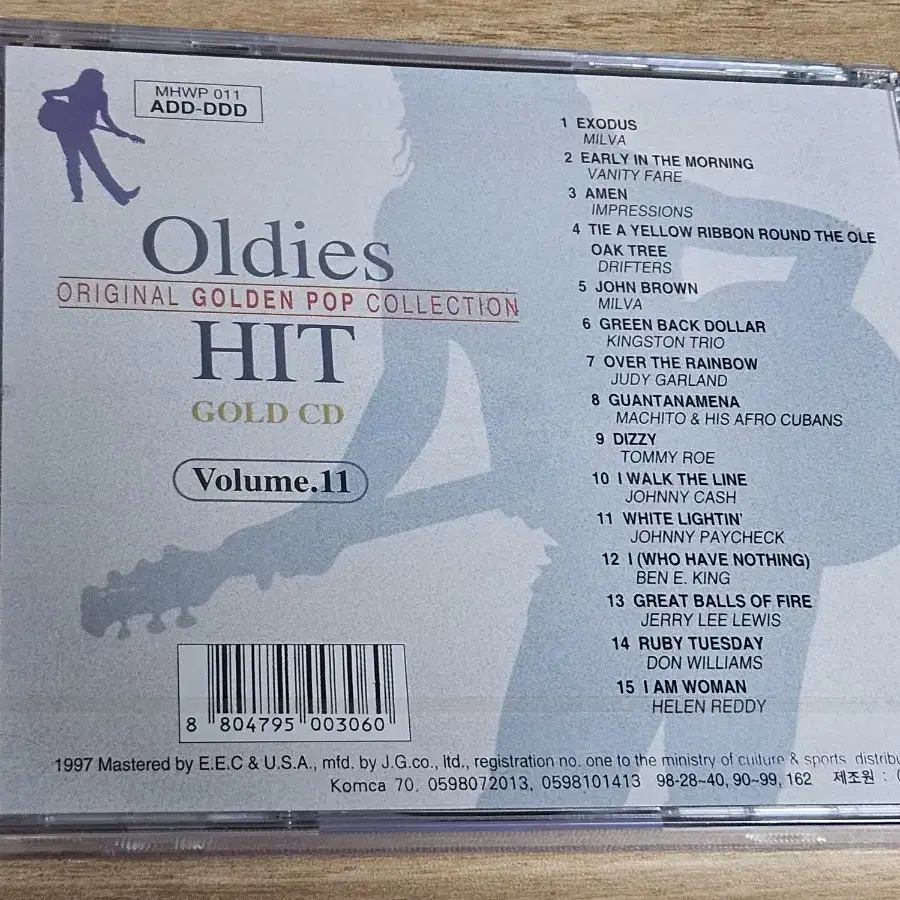 MHWP 011
ADD-DDD
Oldies
ORIGINAL GOLDEN POP COLLECTION
HIT
GOLD CD
Volume.11
1 EXODUS
MILVA
2 EARLY IN THE MORNING
VANITY FARE
3 AMEN
IMPRESSIONS
4 TIE A YELLOW RIBBON ROUND THE OLE
OAK TREE
DRIFTERS
5 JOHN BROWN
MILVA
6 GREEN BACK DOLLAR
KINGSTON TRIO
7 OVER THE RAINBOW
JUDY GARLAND
8 GUANTANAMENA
MACHITO & HIS AFRO CUBANS
9 DIZZY
TOMMY ROE
10 I WALK THE LINE
JOHNNY CASH
11 WHITE LIGHTIN'
JOHNNY PAYCHECK
12 I (WHO HAVE NOTHING)
BEN E. KING
13 GREAT BALLS OF FIRE
JERRY LEE LEWIS
14 RUBY TUESDAY
DON WILLIAMS
15 I AM WOMAN
HELEN REDDY
8 804795 003060
1997 Mastered by E.E.C & U.S.A., mfd. by J.G.co., ltd., registration no. one to the ministry of culture & sports
Komca 70. 0598072013, 0598101413 98-28~40, 90~99, 162 제조원 :